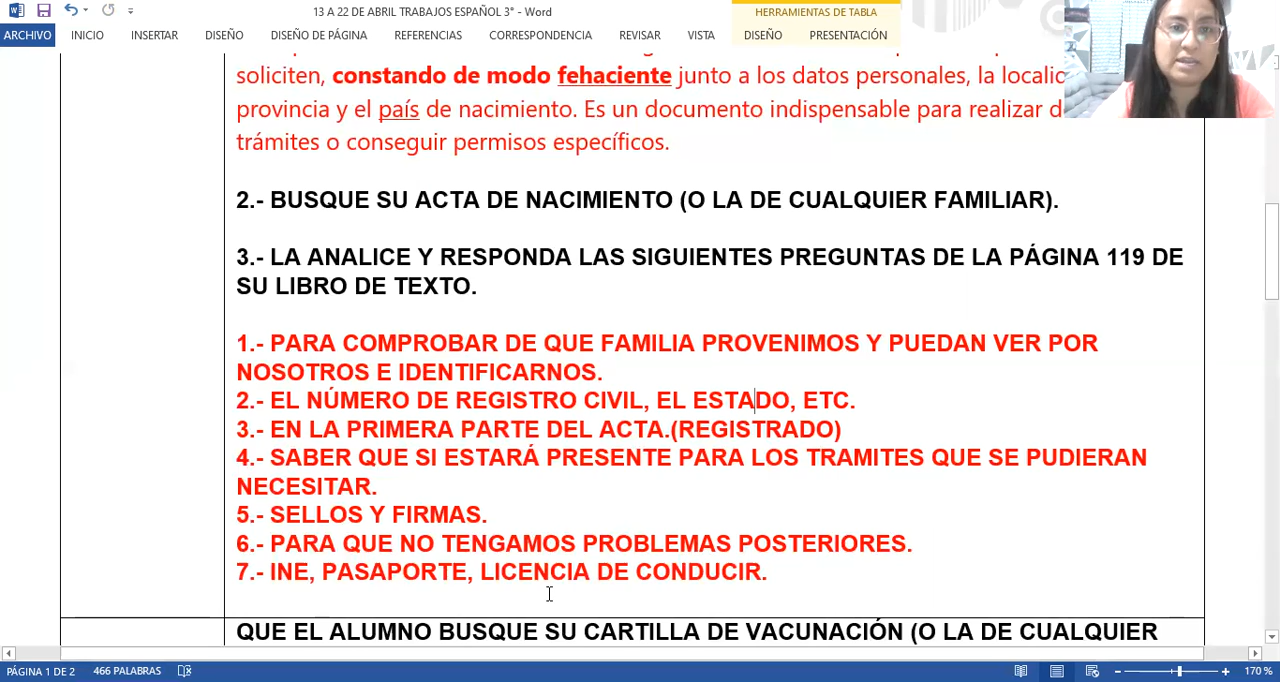 13 A 22 DE ABRIL TRABAJOS ESPAÑOL 3° - Word
HERRAMIENTAS DE TABLA
ARCHIVO INICIO INSERTAR DISEÑO DISEÑO DE PÁGINA REFERENCIAS CORRESPONDENCIA REVISAR VISTA DISEÑO PRESENTACIÓN
soliciten, constando de modo fehaciente junto a los datos personales, la
provincia y el país de nacimiento. Es un documento indispensable para realizar
trámites o conseguir permisos específicos.
2.- BUSQUE SU ACTA DE NACIMIENTO (O LA DE CUALQUIER FAMILIAR).
3.- LA ANALICE Y RESPONDA LAS SIGUIENTES PREGUNTAS DE LA PÁGINA 119 DE
SU LIBRO DE TEXTO.
1.- PARA COMPROBAR DE QUE FAMILIA PROVENIMOS Y PUEDAN VER POR
NOSOTROS E IDENTIFICARNOS.
2.- EL NÚMERO DE REGISTRO CIVIL, EL ESTADO, ETC.
3.- EN LA PRIMERA PARTE DEL ACTA.(REGISTRADO)
4.- SABER QUE SI ESTARÁ PRESENTE PARA LOS TRAMITES QUE SE PUDIERAN
NECESITAR.
5.- SELLOS Y FIRMAS.
6.- PARA QUE NO TENGAMOS PROBLEMAS POSTERIORES.
7.- INE, PASAPORTE, LICENCIA DE CONDUCIR.
QUE EL ALUMNO BUSQUE SU CARTILLA DE VACUNACIÓN (O LA DE CUALQUIER
PÁGINA 1 DE 2 466 PALABRAS 170 %